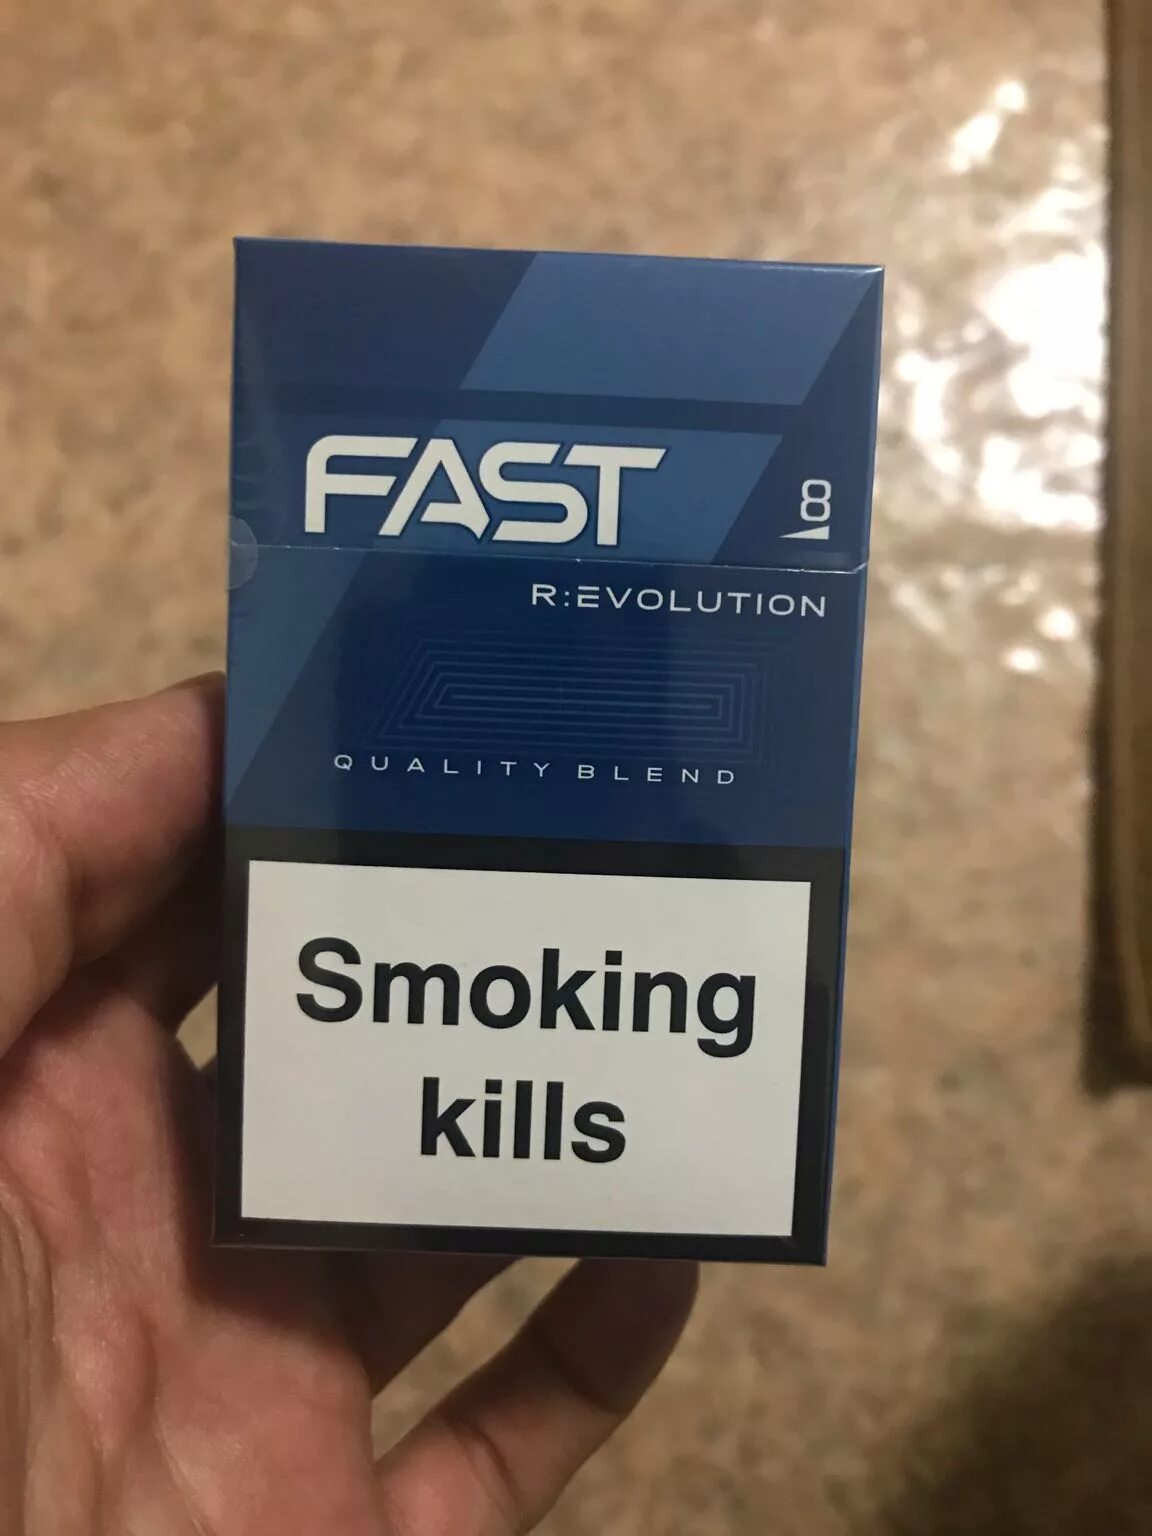 FAST
8
R:EVOLUTION
QUALITY BLEND
Smoking
kills